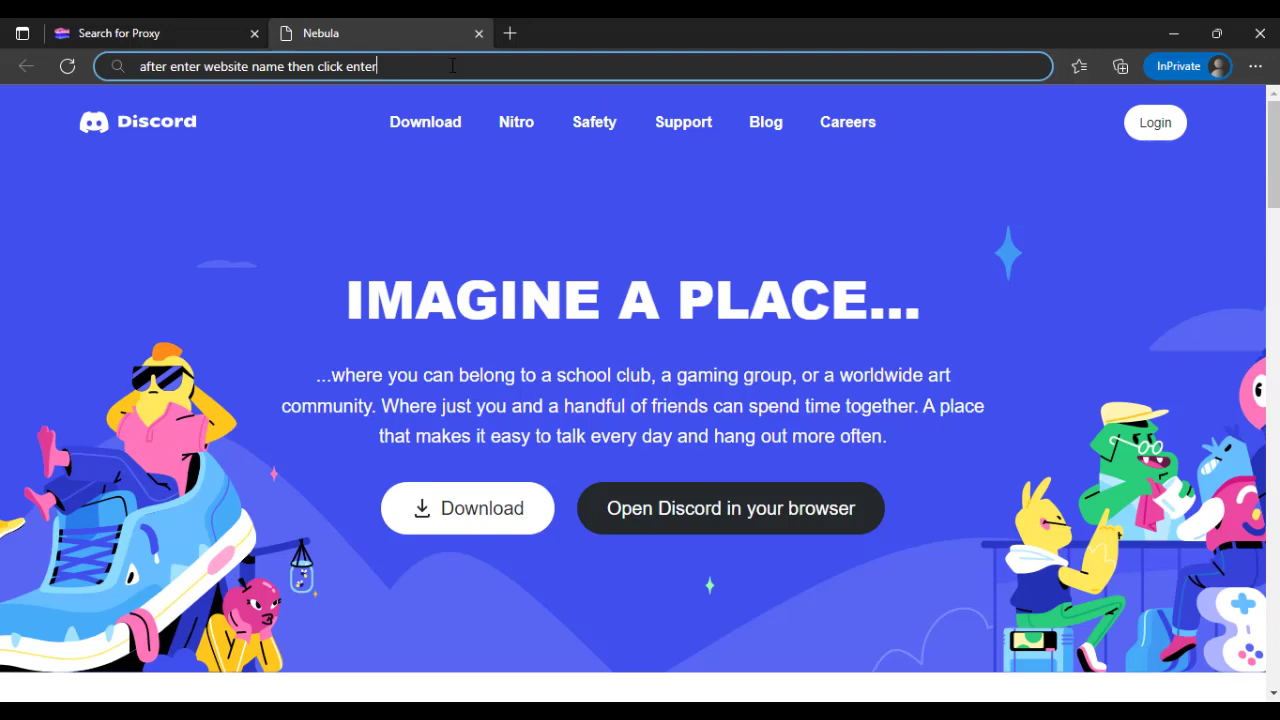 Search for Proxy
Nebula
after enter website name then click enter
InPrivate
Discord
Download
Nitro
Safety
Support
Blog
Careers
Login
IMAGINE A PLACE...
...where you can belong to a school club, a gaming group, or a worldwide art
community. Where just you and a handful of friends can spend time together. A place
that makes it easy to talk every day and hang out more often.
Download
Open Discord in your browser